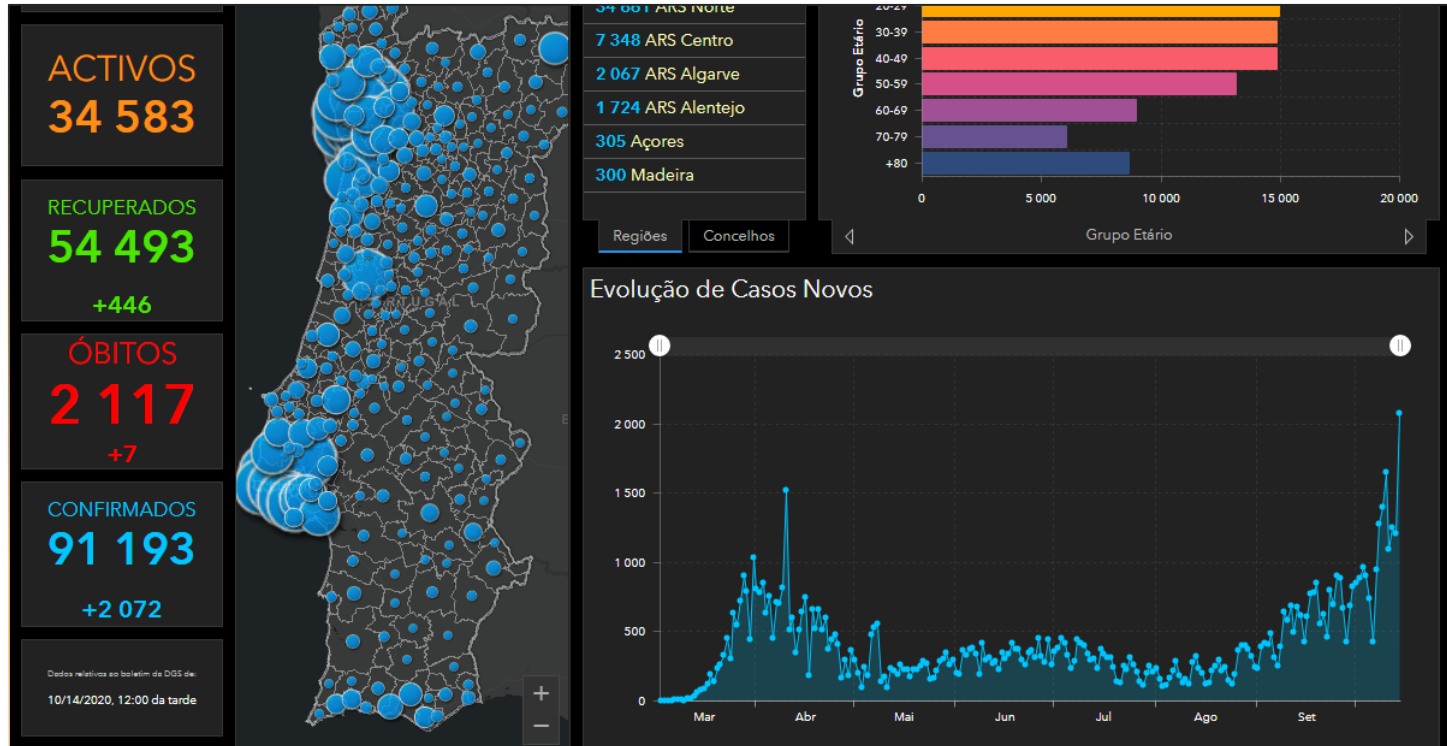 ACTIVOS
34 583
RECUPERADOS
54 493
+446
ÓBITOS
2 117
+7
CONFIRMADOS
91 193
+2 072
Dados relativos ao boletim da DGS de:
10/14/2020, 12:00 da tarde
PORTUGAL
+
−
34 661 ARS Norte
7 348 ARS Centro
2 067 ARS Algarve
1 724 ARS Alentejo
305 Açores
300 Madeira
Regiões
Concelhos
Grupo Etário
20-29
30-39
40-49
50-59
60-69
70-79
+80
0
5 000
10 000
15 000
20 000
Grupo Etário
Evolução de Casos Novos
2 500
2 000
1 500
1 000
500
0
Mar
Abr
Mai
Jun
Jul
Ago
Set